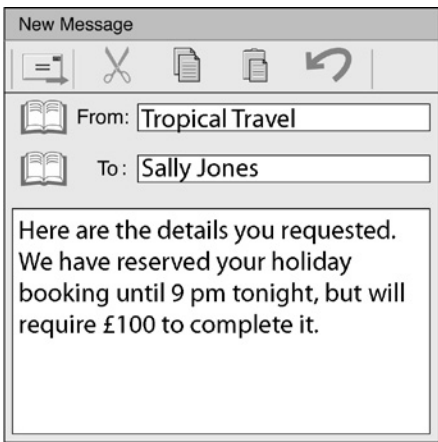 New Message
From: Tropical Travel
To: Sally Jones
Here are the details you requested.
We have reserved your holiday
booking until 9 pm tonight, but will
require £100 to complete it.